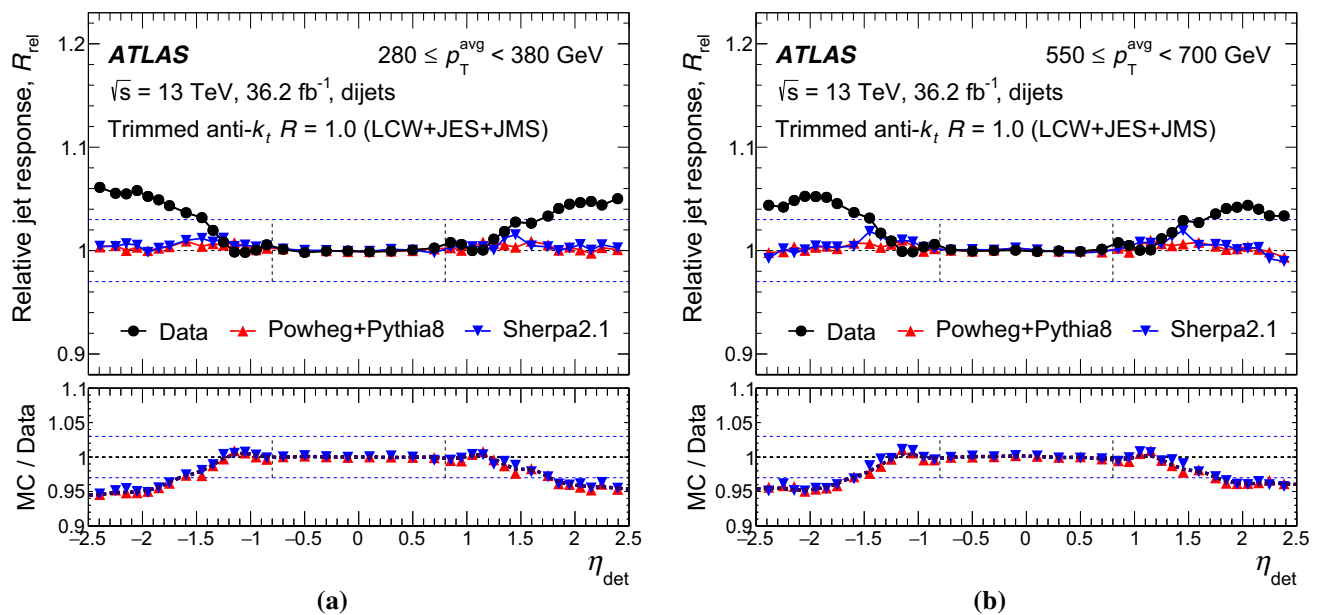 Relative jet response, R_rel
1.2
1.1
1
0.9
ATLAS 280 ≤ p_T^avg < 380 GeV
√s = 13 TeV, 36.2 fb⁻¹, dijets
Trimmed anti-k_t R = 1.0 (LCW+JES+JMS)
Data Powheg+Pythia8 Sherpa2.1
MC / Data
1.1
1.05
1
0.95
0.9
−2.5 −2 −1.5 −1 −0.5 0 0.5 1 1.5 2 2.5
η_det
(a)
Relative jet response, R_rel
1.2
1.1
1
0.9
ATLAS 550 ≤ p_T^avg < 700 GeV
√s = 13 TeV, 36.2 fb⁻¹, dijets
Trimmed anti-k_t R = 1.0 (LCW+JES+JMS)
Data Powheg+Pythia8 Sherpa2.1
MC / Data
1.1
1.05
1
0.95
0.9
−2.5 −2 −1.5 −1 −0.5 0 0.5 1 1.5 2 2.5
η_det
(b)